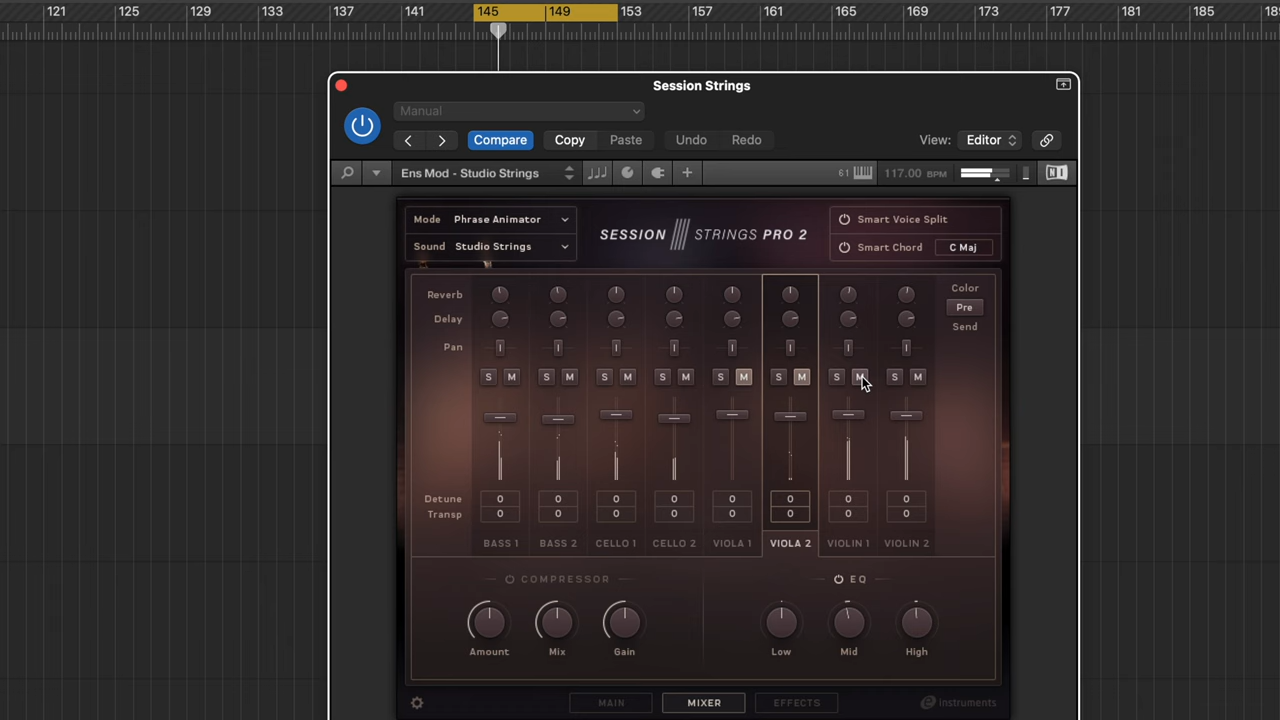 121 125 129 133 137 141 145 149 153 157 161 165 169 173 177 181 185
Session Strings
Manual
Compare Copy Paste Undo Redo View: Editor
Ens Mod - Studio Strings 61 117.00 BPM NI
Mode Phrase Animator
Sound Studio Strings
SESSION STRINGS PRO 2
Smart Voice Split
Smart Chord C Maj
Reverb
Delay
Pan
Color
Pre
Send
S M S M S M S M S M S M S M S M
Detune 0 0 0 0 0 0 0 0
Transp 0 0 0 0 0 0 0 0
BASS 1 BASS 2 CELLO 1 CELLO 2 VIOLA 1 VIOLA 2 VIOLIN 1 VIOLIN 2
COMPRESSOR EQ
Amount Mix Gain Low Mid High
MAIN MIXER EFFECTS e instruments